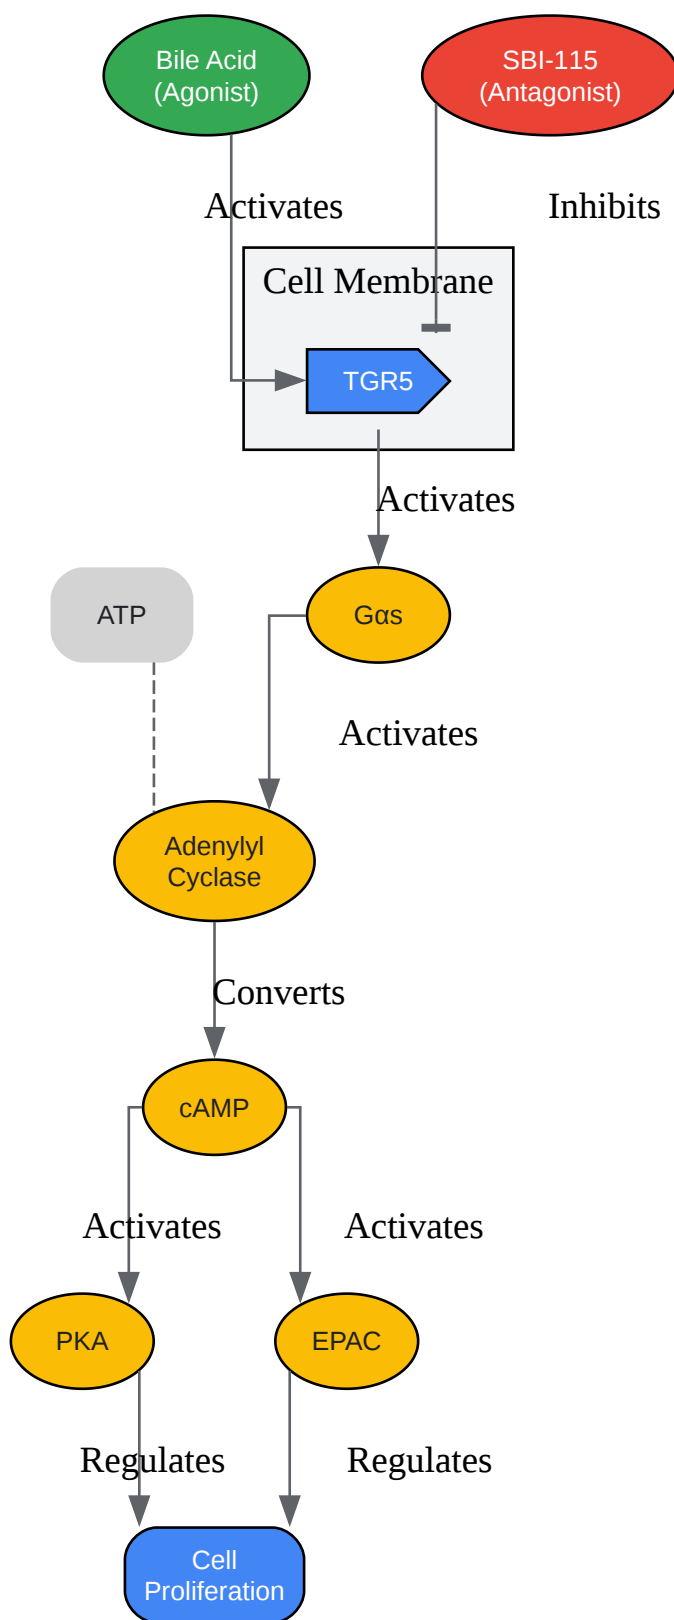 Bile Acid
(Agonist)
SBI-115
(Antagonist)
Activates
Inhibits
Cell Membrane
TGR5
Activates
ATP
Gαs
Activates
Adenylyl
Cyclase
Converts
cAMP
Activates
Activates
PKA
EPAC
Regulates
Regulates
Cell
Proliferation